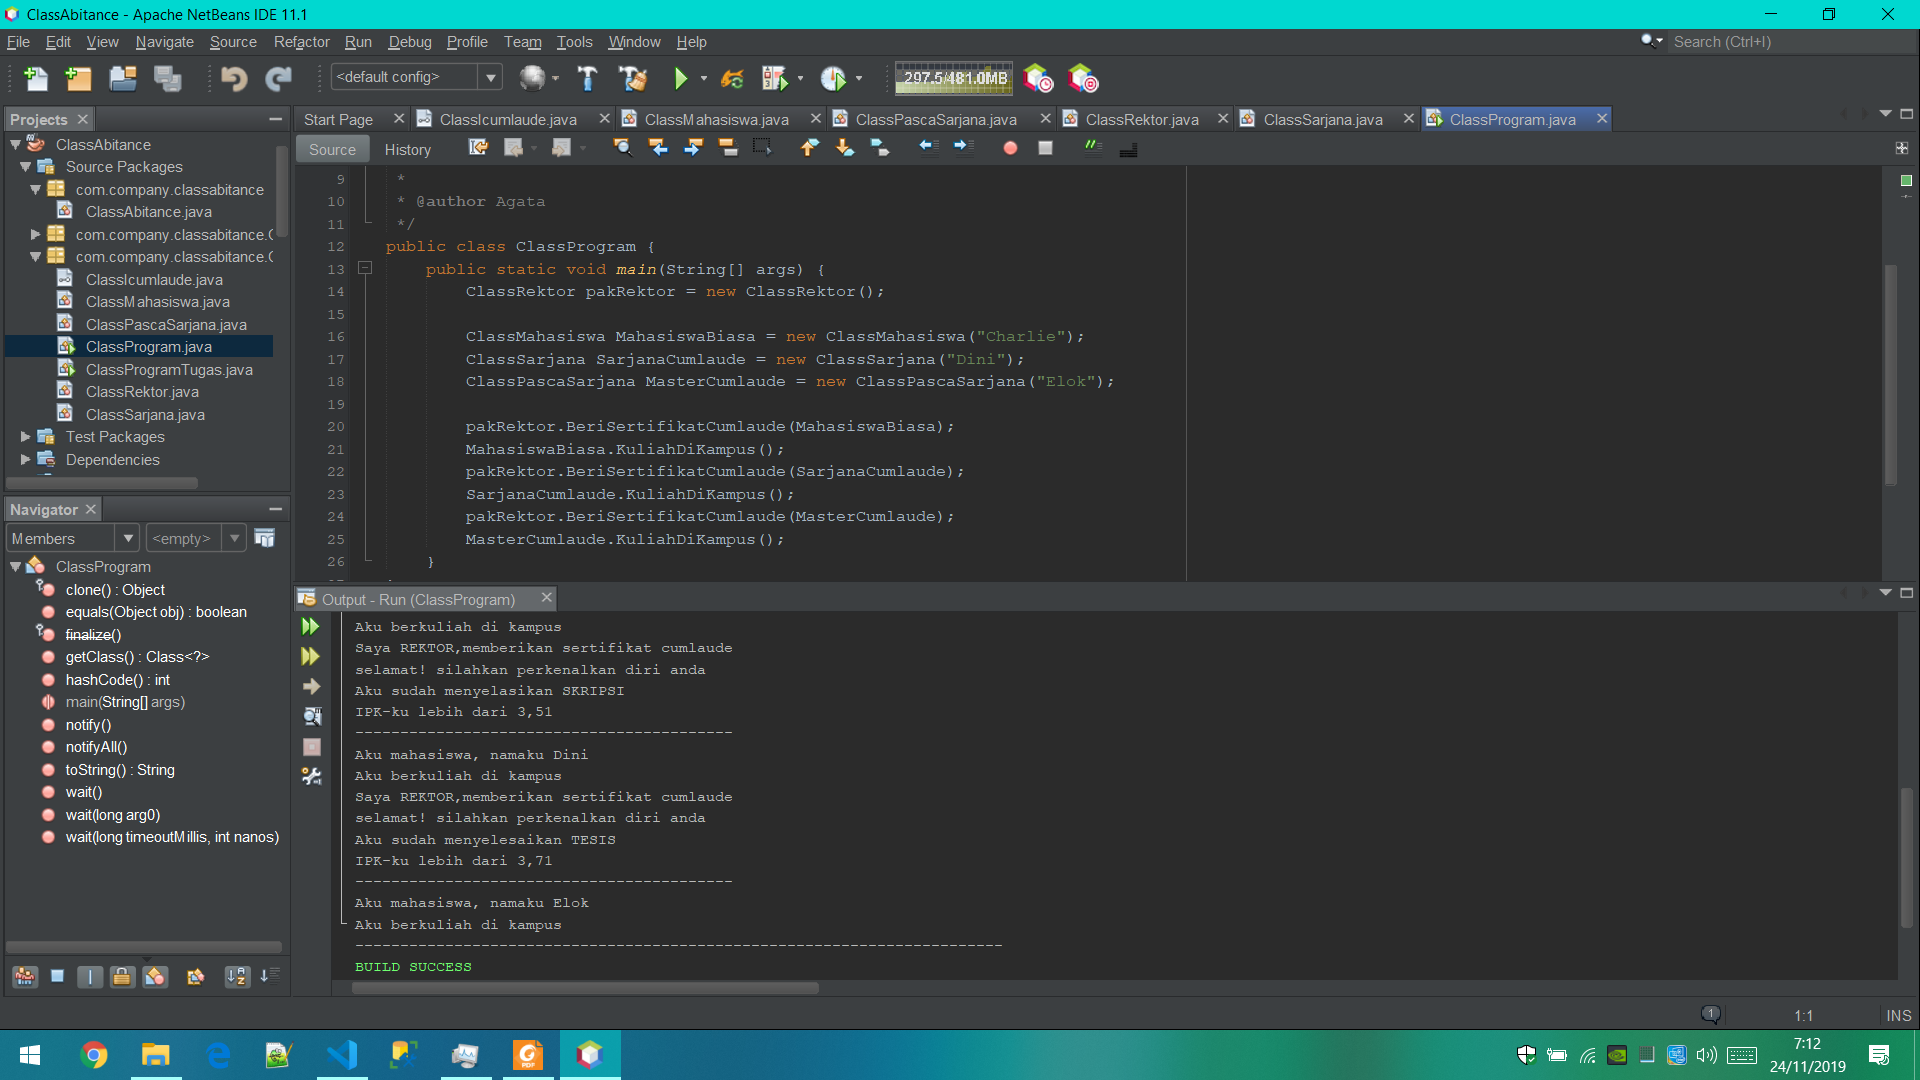 ClassAbitance - Apache NetBeans IDE 11.1
File Edit View Navigate Source Refactor Run Debug Profile Team Tools Window Help
Search (Ctrl+I)
<default config>
297.5/481.0MB
Projects
Start Page ClassIcumlaude.java ClassMahasiswa.java ClassPascaSarjana.java ClassRektor.java ClassSarjana.java ClassProgram.java
Source History
ClassAbitance
Source Packages
com.company.classabitance
ClassAbitance.java
com.company.classabitance.
com.company.classabitance.
ClassIcumlaude.java
ClassMahasiswa.java
ClassPascaSarjana.java
ClassProgram.java
ClassProgramTugas.java
ClassRektor.java
ClassSarjana.java
Test Packages
Dependencies
9 *
10 * @author Agata
11 */
12 public class ClassProgram {
13 public static void main(String[] args) {
14 ClassRektor pakRektor = new ClassRektor();
15
16 ClassMahasiswa MahasiswaBiasa = new ClassMahasiswa("Charlie");
17 ClassSarjana SarjanaCumlaude = new ClassSarjana("Dini");
18 ClassPascaSarjana MasterCumlaude = new ClassPascaSarjana("Elok");
19
20 pakRektor.BeriSertifikatCumlaude(MahasiswaBiasa);
21 MahasiswaBiasa.KuliahDiKampus();
22 pakRektor.BeriSertifikatCumlaude(SarjanaCumlaude);
23 SarjanaCumlaude.KuliahDiKampus();
24 pakRektor.BeriSertifikatCumlaude(MasterCumlaude);
25 MasterCumlaude.KuliahDiKampus();
26 }
Navigator
Members <empty>
ClassProgram
clone() : Object
equals(Object obj) : boolean
finalize()
getClass() : Class<?>
hashCode() : int
main(String[] args)
notify()
notifyAll()
toString() : String
wait()
wait(long arg0)
wait(long timeoutMillis, int nanos)
Output - Run (ClassProgram)
Aku berkuliah di kampus
Saya REKTOR,memberikan sertifikat cumlaude
selamat! silahkan perkenalkan diri anda
Aku sudah menyelasikan SKRIPSI
IPK-ku lebih dari 3,51
------------------------------------------
Aku mahasiswa, namaku Dini
Aku berkuliah di kampus
Saya REKTOR,memberikan sertifikat cumlaude
selamat! silahkan perkenalkan diri anda
Aku sudah menyelesaikan TESIS
IPK-ku lebih dari 3,71
------------------------------------------
Aku mahasiswa, namaku Elok
Aku berkuliah di kampus
------------------------------------------------------------------------
BUILD SUCCESS
1 1:1 INS
7:12
24/11/2019